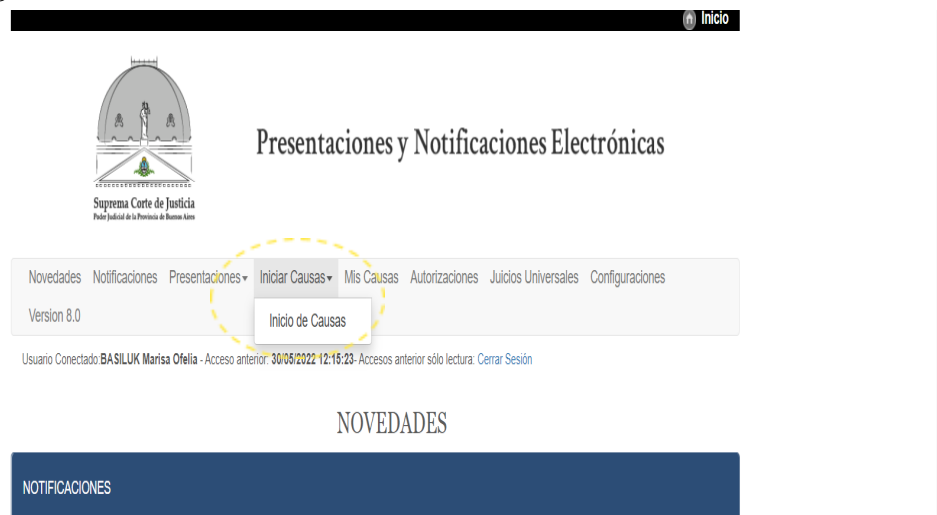 Inicio
Presentaciones y Notificaciones Electrónicas
Suprema Corte de Justicia
Poder Judicial de la Provincia de Buenos Aires
Novedades Notificaciones Presentaciones Iniciar Causas Mis Causas Autorizaciones Juicios Universales Configuraciones
Version 8.0 Inicio de Causas
Usuario Conectado:BASILUK Marisa Ofelia - Acceso anterior: 30/05/2022 12:15:23- Accesos anterior sólo lectura: Cerrar Sesión
NOVEDADES
NOTIFICACIONES